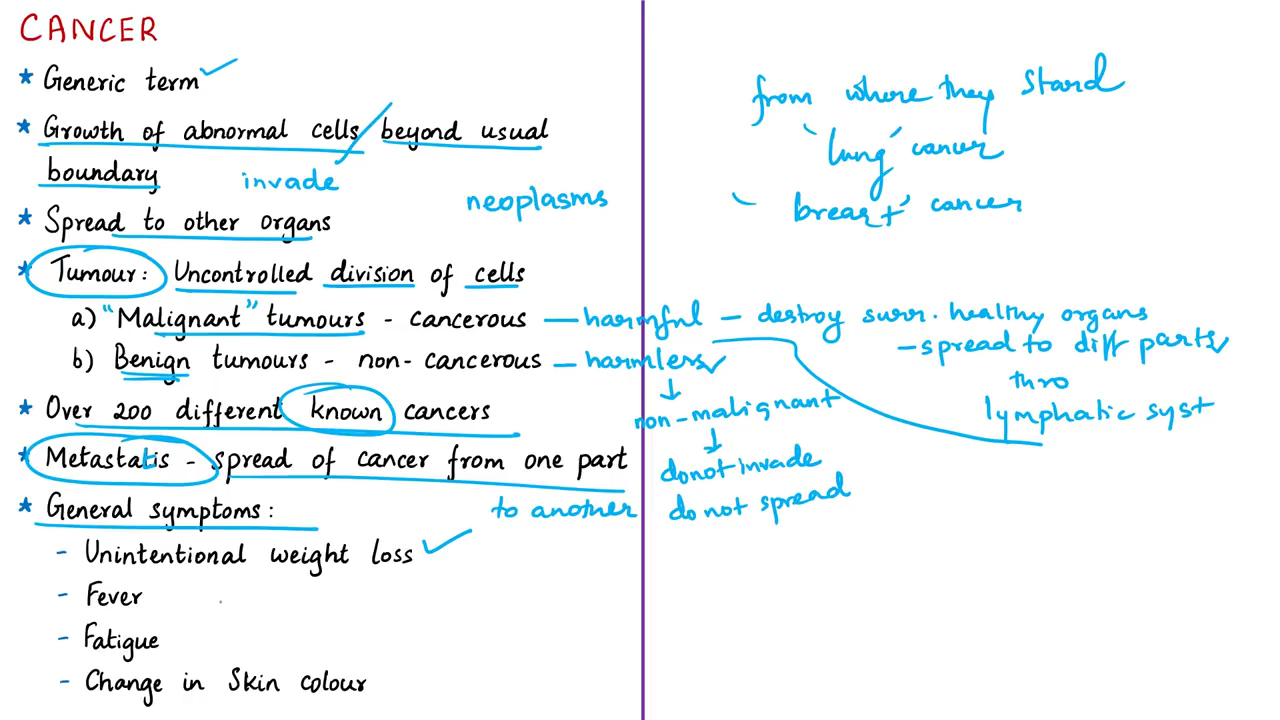 CANCER
* Generic term
* Growth of abnormal cells beyond usual
boundary
invade
neoplasms
* Spread to other organs
* Tumour: Uncontrolled division of cells
a) "Malignant" tumours - cancerous — harmful — destroy surr. healthy organs
- spread to diff parts
thro
lymphatic syst
b) Benign tumours - non-cancerous — harmless
↓
non-malignant
↓
donot invade
do not spread
* Over 200 different known cancers
* Metastatis - spread of cancer from one part
to another
* General symptoms:
- Unintentional weight loss
- Fever
- Fatigue
- Change in Skin colour
from where they stard
'lung' cancer
breast' cancer